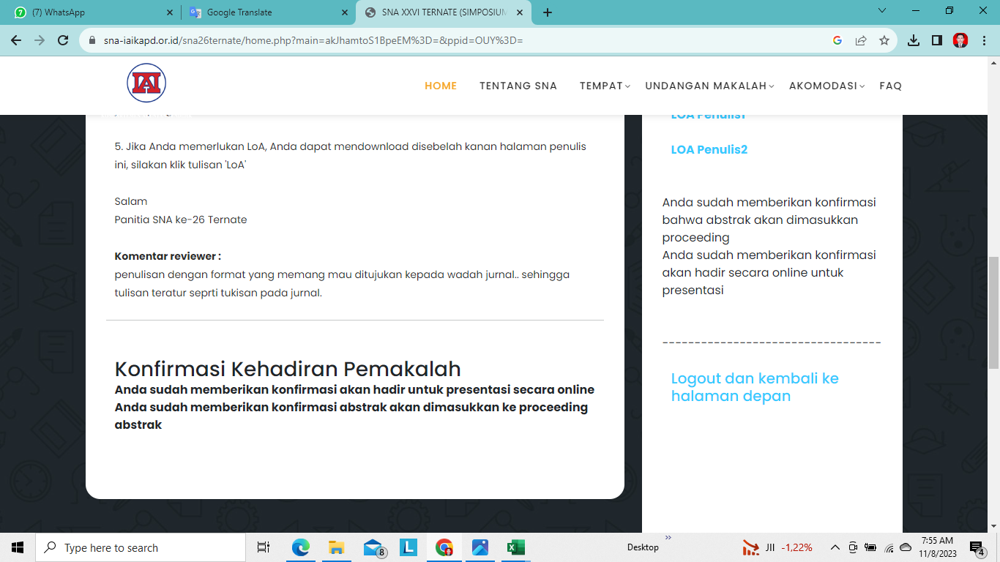 (7) WhatsApp
Google Translate
SNA XXVI TERNATE (SIMPOSIUM
sna-iaikapd.or.id/sna26ternate/home.php?main=akJhamtoS1BpeEM%3D=&ppid=OUY%3D=
IAI
HOME
TENTANG SNA
TEMPAT
UNDANGAN MAKALAH
AKOMODASI
FAQ
5. Jika Anda memerlukan LoA, Anda dapat mendownload disebelah kanan halaman penulis
ini, silakan klik tulisan 'LoA'
Salam
Panitia SNA ke-26 Ternate
Komentar reviewer :
penulisan dengan format yang memang mau ditujukan kepada wadah jurnal.. sehingga
tulisan teratur seprti tukisan pada jurnal.
Konfirmasi Kehadiran Pemakalah
Anda sudah memberikan konfirmasi akan hadir untuk presentasi secara online
Anda sudah memberikan konfirmasi abstrak akan dimasukkan ke proceeding
abstrak
LOA Penulis1
LOA Penulis2
Anda sudah memberikan konfirmasi
bahwa abstrak akan dimasukkan
proceeding
Anda sudah memberikan konfirmasi
akan hadir secara online untuk
presentasi
----------------------------------
Logout dan kembali ke
halaman depan
Type here to search
8
L
Desktop
JII -1,22%
7:55 AM
11/8/2023
4